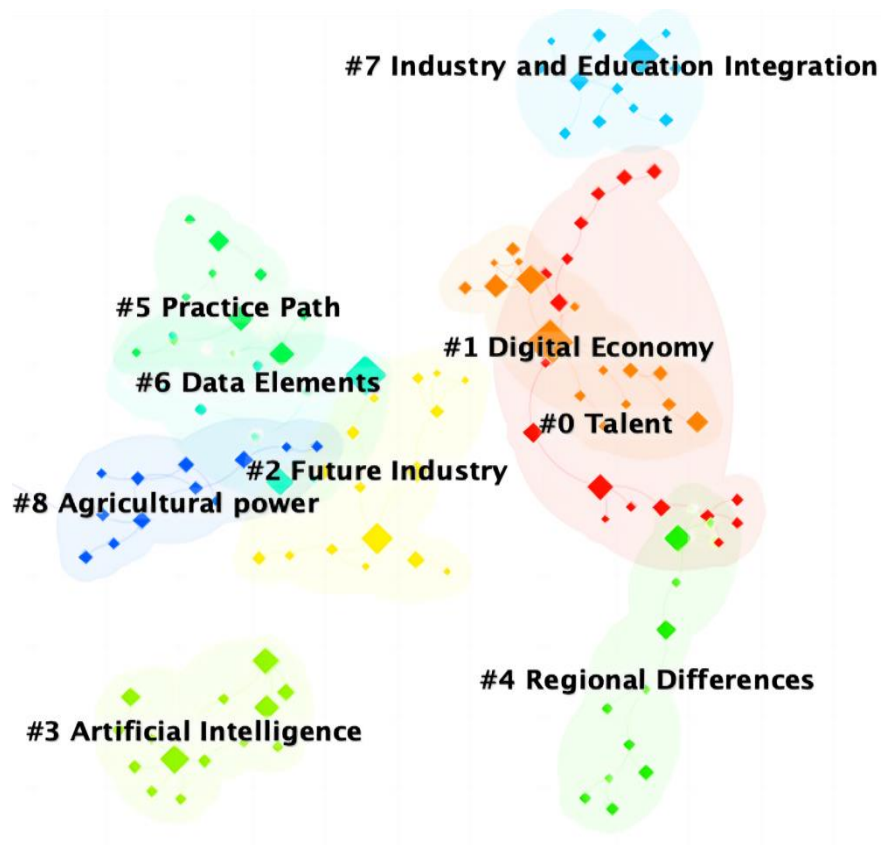 #7 Industry and Education Integration
#5 Practice Path
#1 Digital Economy
#6 Data Elements
#0 Talent
#2 Future Industry
#8 Agricultural power
#4 Regional Differences
#3 Artificial Intelligence